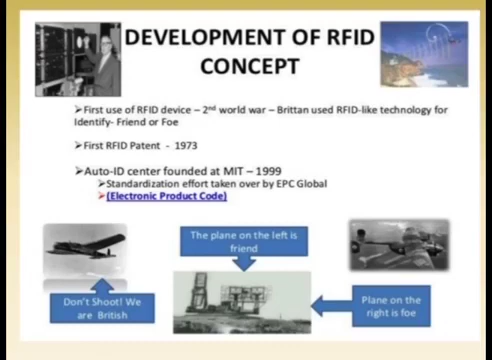 DEVELOPMENT OF RFID
CONCEPT
➢First use of RFID device – 2nd world war – Brittan used RFID-like technology for
Identify- Friend or Foe
➢First RFID Patent - 1973
➢Auto-ID center founded at MIT – 1999
➢Standardization effort taken over by EPC Global
➢(Electronic Product Code)
The plane on the left is
friend
Don't Shoot! We
are British
Plane on the
right is foe